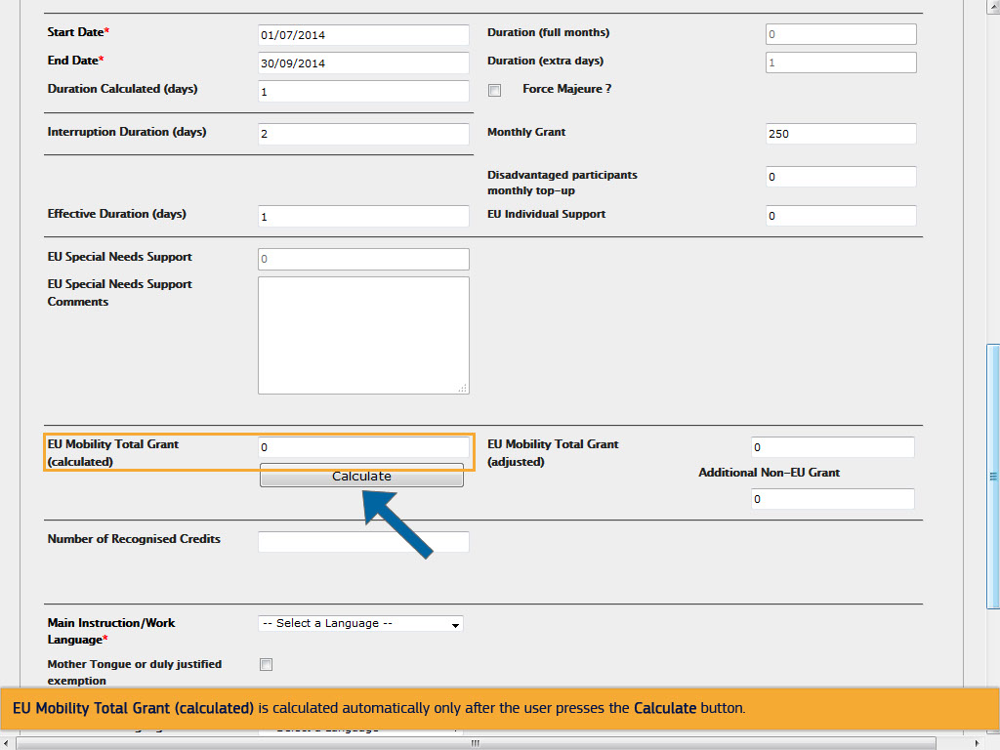 Start Date*
01/07/2014
Duration (full months)
0
End Date*
30/09/2014
Duration (extra days)
1
Duration Calculated (days)
1
Force Majeure ?
Interruption Duration (days)
2
Monthly Grant
250
Disadvantaged participants
monthly top-up
0
Effective Duration (days)
1
EU Individual Support
0
EU Special Needs Support
0
EU Special Needs Support
Comments
EU Mobility Total Grant
(calculated)
0
Calculate
EU Mobility Total Grant
(adjusted)
0
Additional Non-EU Grant
0
Number of Recognised Credits
Main Instruction/Work
Language*
-- Select a Language --
Mother Tongue or duly justified
exemption
EU Mobility Total Grant (calculated) is calculated automatically only after the user presses the Calculate button.